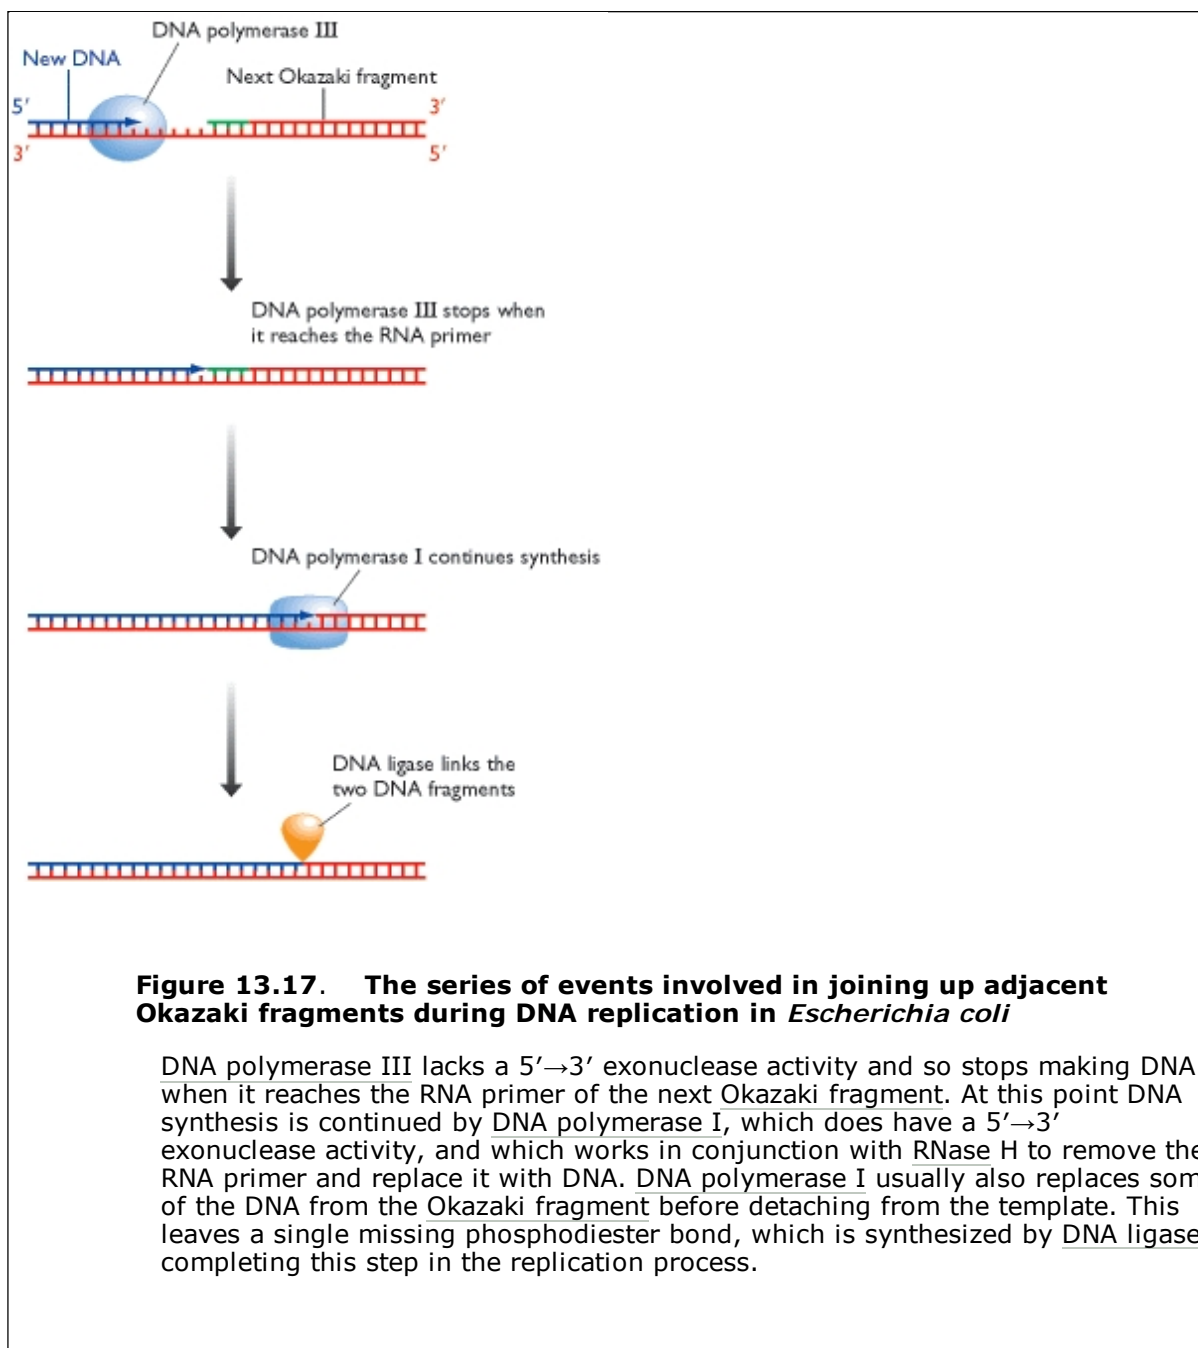 DNA polymerase III
New DNA
Next Okazaki fragment
5′ 3′
3′ 5′
DNA polymerase III stops when
it reaches the RNA primer
DNA polymerase I continues synthesis
DNA ligase links the
two DNA fragments
Figure 13.17. The series of events involved in joining up adjacent
Okazaki fragments during DNA replication in Escherichia coli
DNA polymerase III lacks a 5′→3′ exonuclease activity and so stops making DNA
when it reaches the RNA primer of the next Okazaki fragment. At this point DNA
synthesis is continued by DNA polymerase I, which does have a 5′→3′
exonuclease activity, and which works in conjunction with RNase H to remove the
RNA primer and replace it with DNA. DNA polymerase I usually also replaces som
of the DNA from the Okazaki fragment before detaching from the template. This
leaves a single missing phosphodiester bond, which is synthesized by DNA ligase
completing this step in the replication process.